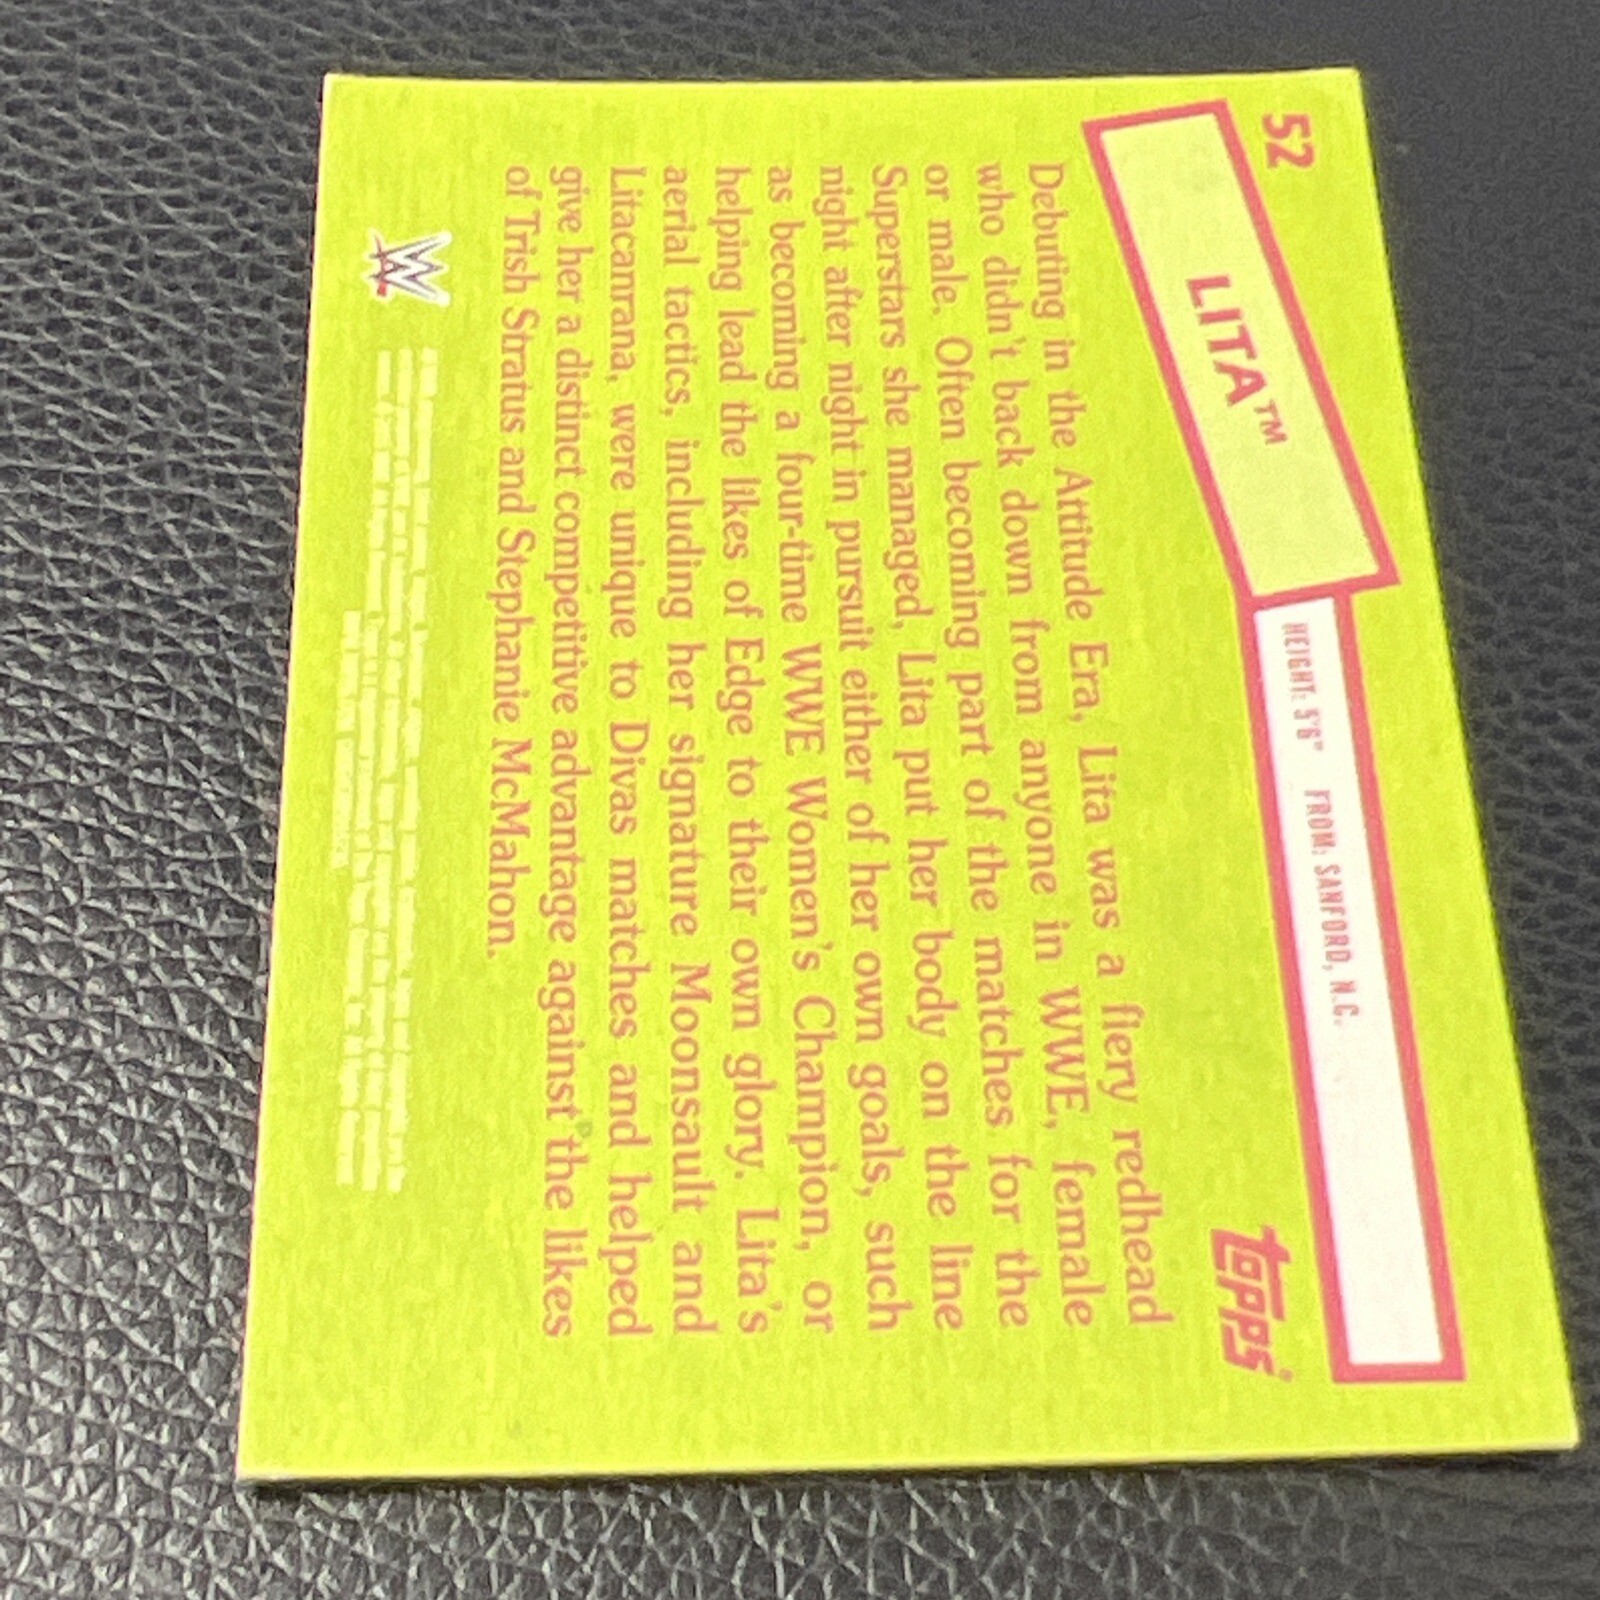 52
LITA™
HEIGHT: 5'6" FROM: SANFORD, N.C.
topps®
Debuting in the Attitude Era, Lita was a fiery redhead
who didn't back down from anyone in WWE, female
or male. Often becoming part of the matches for the
Superstars she managed, Lita put her body on the line
night after night in pursuit either of her own goals, such
as becoming a four-time WWE Women's Champion, or
helping lead the likes of Edge to their own glory. Lita's
aerial tactics, including her signature Moonsault and
Litacanrana, were unique to Divas matches and helped
give her a distinct competitive advantage against the likes
of Trish Stratus and Stephanie McMahon.